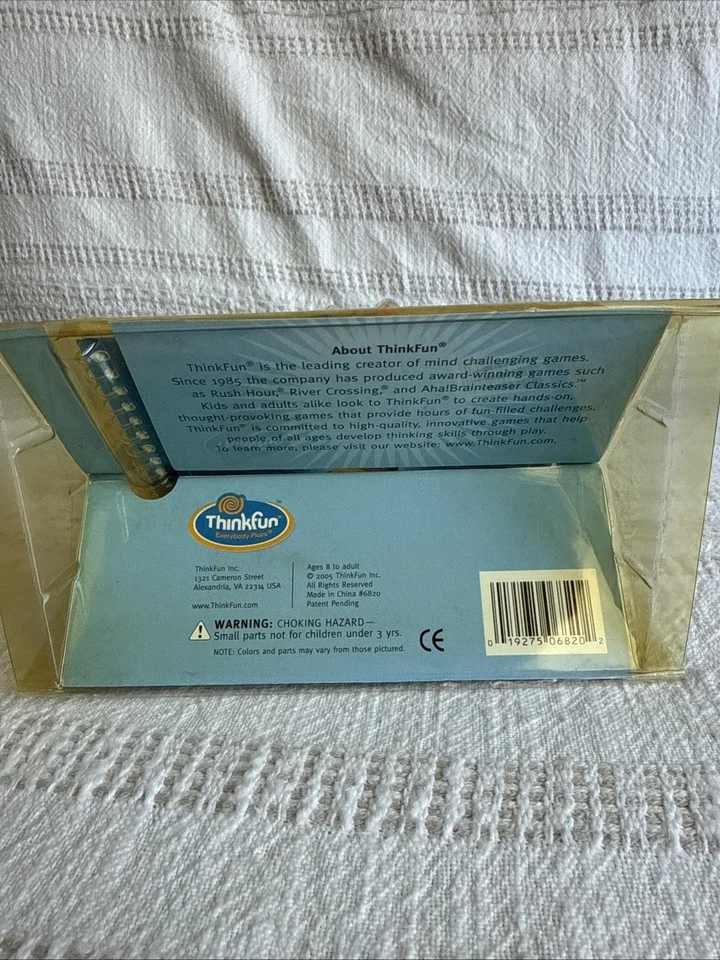 About ThinkFun®
ThinkFun® is the leading creator of mind challenging games.
Since 1985 the company has produced award-winning games such
as Rush Hour,® River Crossing,® and Aha!Brainteaser Classics.™
Kids and adults alike look to ThinkFun® to create hands-on,
thought-provoking games that provide hours of fun-filled challenges.
ThinkFun® is committed to high-quality, innovative games that help
people of all ages develop thinking skills through play.
To learn more, please visit our website: www.ThinkFun.com.
ThinkFun™
Everybody Plays®
ThinkFun Inc.
1321 Cameron Street
Alexandria, VA 22314 USA
www.ThinkFun.com
Ages 8 to adult
© 2005 ThinkFun Inc.
All Rights Reserved
Made in China #6820
Patent Pending
WARNING: CHOKING HAZARD—
Small parts not for children under 3 yrs.
NOTE: Colors and parts may vary from those pictured.
CE
0 19275 06820 2